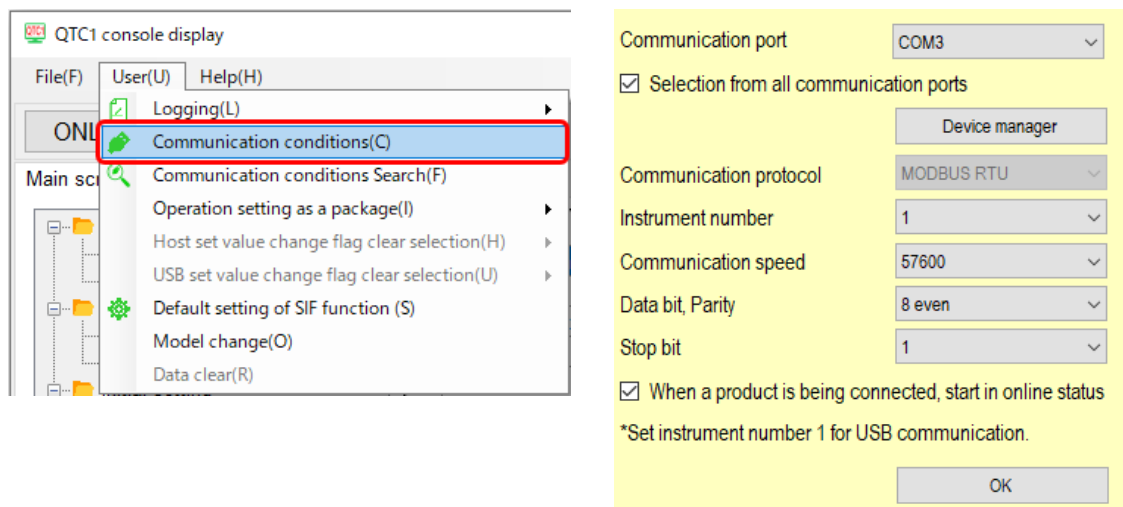 QTC1 console display
File(F) User(U) Help(H)
Logging(L)
ONL
Communication conditions(C)
Main scr
Communication conditions Search(F)
Operation setting as a package(I)
Host set value change flag clear selection(H)
USB set value change flag clear selection(U)
Default setting of SIF function (S)
Model change(O)
Data clear(R)
Communication port COM3
Selection from all communication ports
Device manager
Communication protocol MODBUS RTU
Instrument number 1
Communication speed 57600
Data bit, Parity 8 even
Stop bit 1
When a product is being connected, start in online status
*Set instrument number 1 for USB communication.
OK